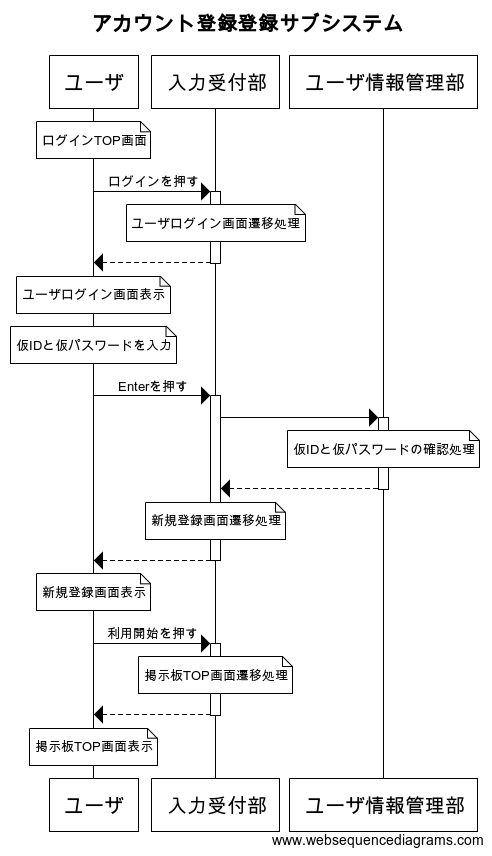 アカウント登録登録サブシステム
ユーザ
入力受付部
ユーザ情報管理部
ログインTOP画面
ログインを押す
ユーザログイン画面遷移処理
ユーザログイン画面表示
仮IDと仮パスワードを入力
Enterを押す
仮IDと仮パスワードの確認処理
新規登録画面遷移処理
新規登録画面表示
利用開始を押す
掲示板TOP画面遷移処理
掲示板TOP画面表示
ユーザ
入力受付部
ユーザ情報管理部
www.websequencediagrams.com